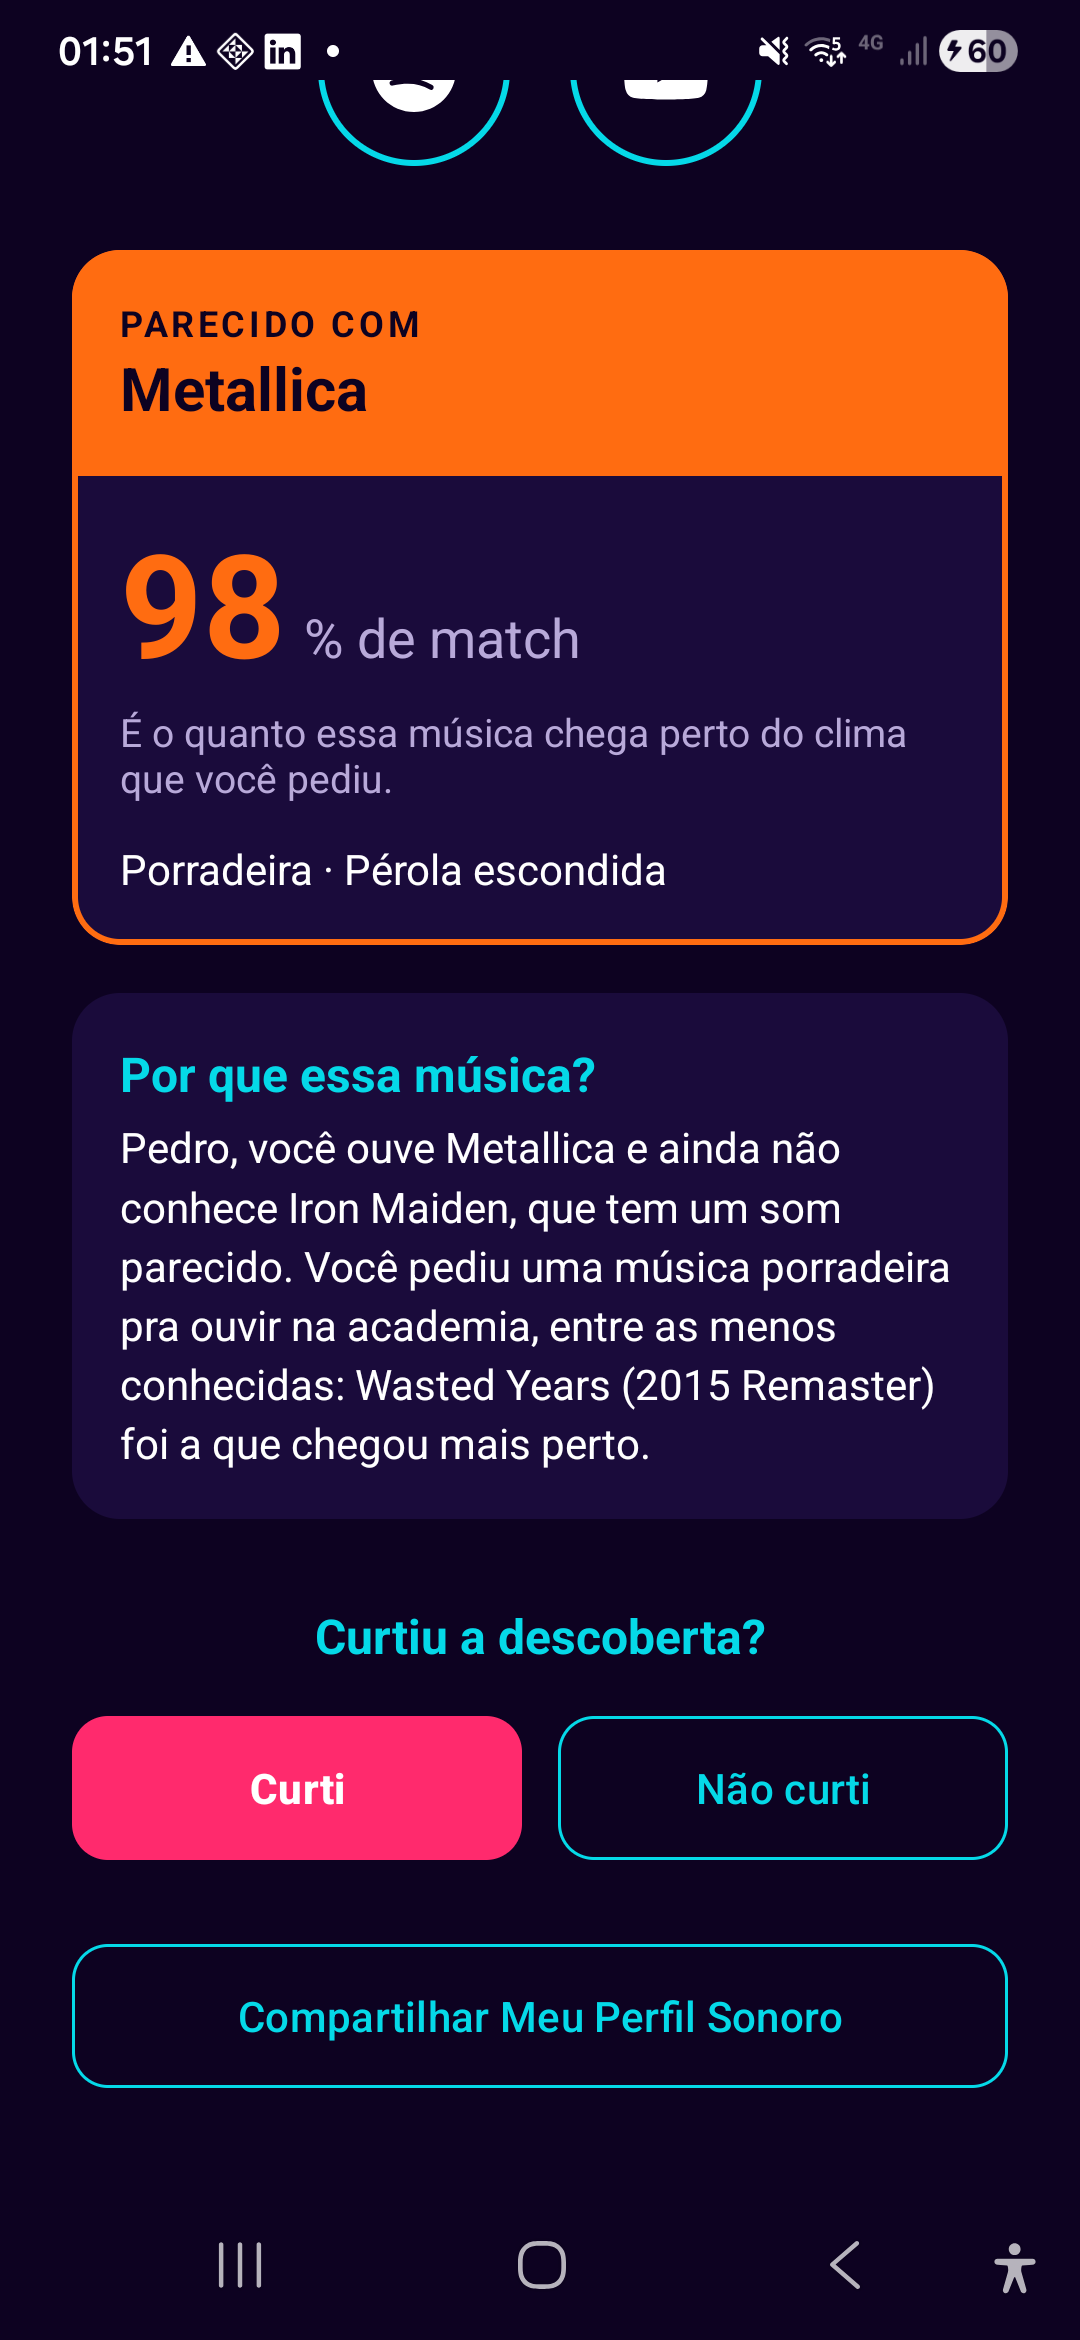 01:51
4G
60
PARECIDO COM
Metallica
98 % de match
É o quanto essa música chega perto do clima
que você pediu.
Porradeira · Pérola escondida
Por que essa música?
Pedro, você ouve Metallica e ainda não
conhece Iron Maiden, que tem um som
parecido. Você pediu uma música porradeira
pra ouvir na academia, entre as menos
conhecidas: Wasted Years (2015 Remaster)
foi a que chegou mais perto.
Curtiu a descoberta?
Curti
Não curti
Compartilhar Meu Perfil Sonoro